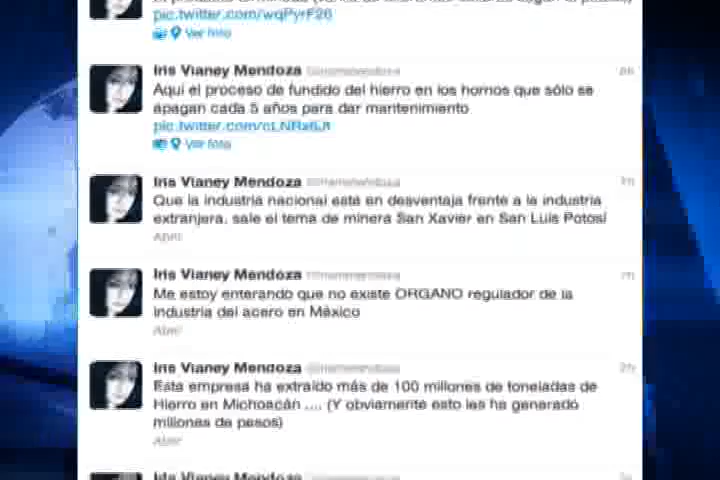 pic.twitter.com/wqPyrF26
Ver foto
Iris Vianey Mendoza
Aquí el proceso de fundido del hierro en los hornos que sólo se
apagan cada 5 años para dar mantenimiento
Ver foto
Iris Vianey Mendoza
Que la industria nacional está en desventaja frente a la industria
extranjera, sale el tema de minera San Xavier en San Luis Potosí
Abrir
Iris Vianey Mendoza
Me estoy enterando que no existe ORGANO regulador de la
industria del acero en México
Abrir
Iris Vianey Mendoza
Esta empresa ha extraído más de 100 millones de toneladas de
Hierro en Michoacán .... (Y obviamente esto les ha generado
millones de pesos)
Abrir
Iris Vianey Mendoza